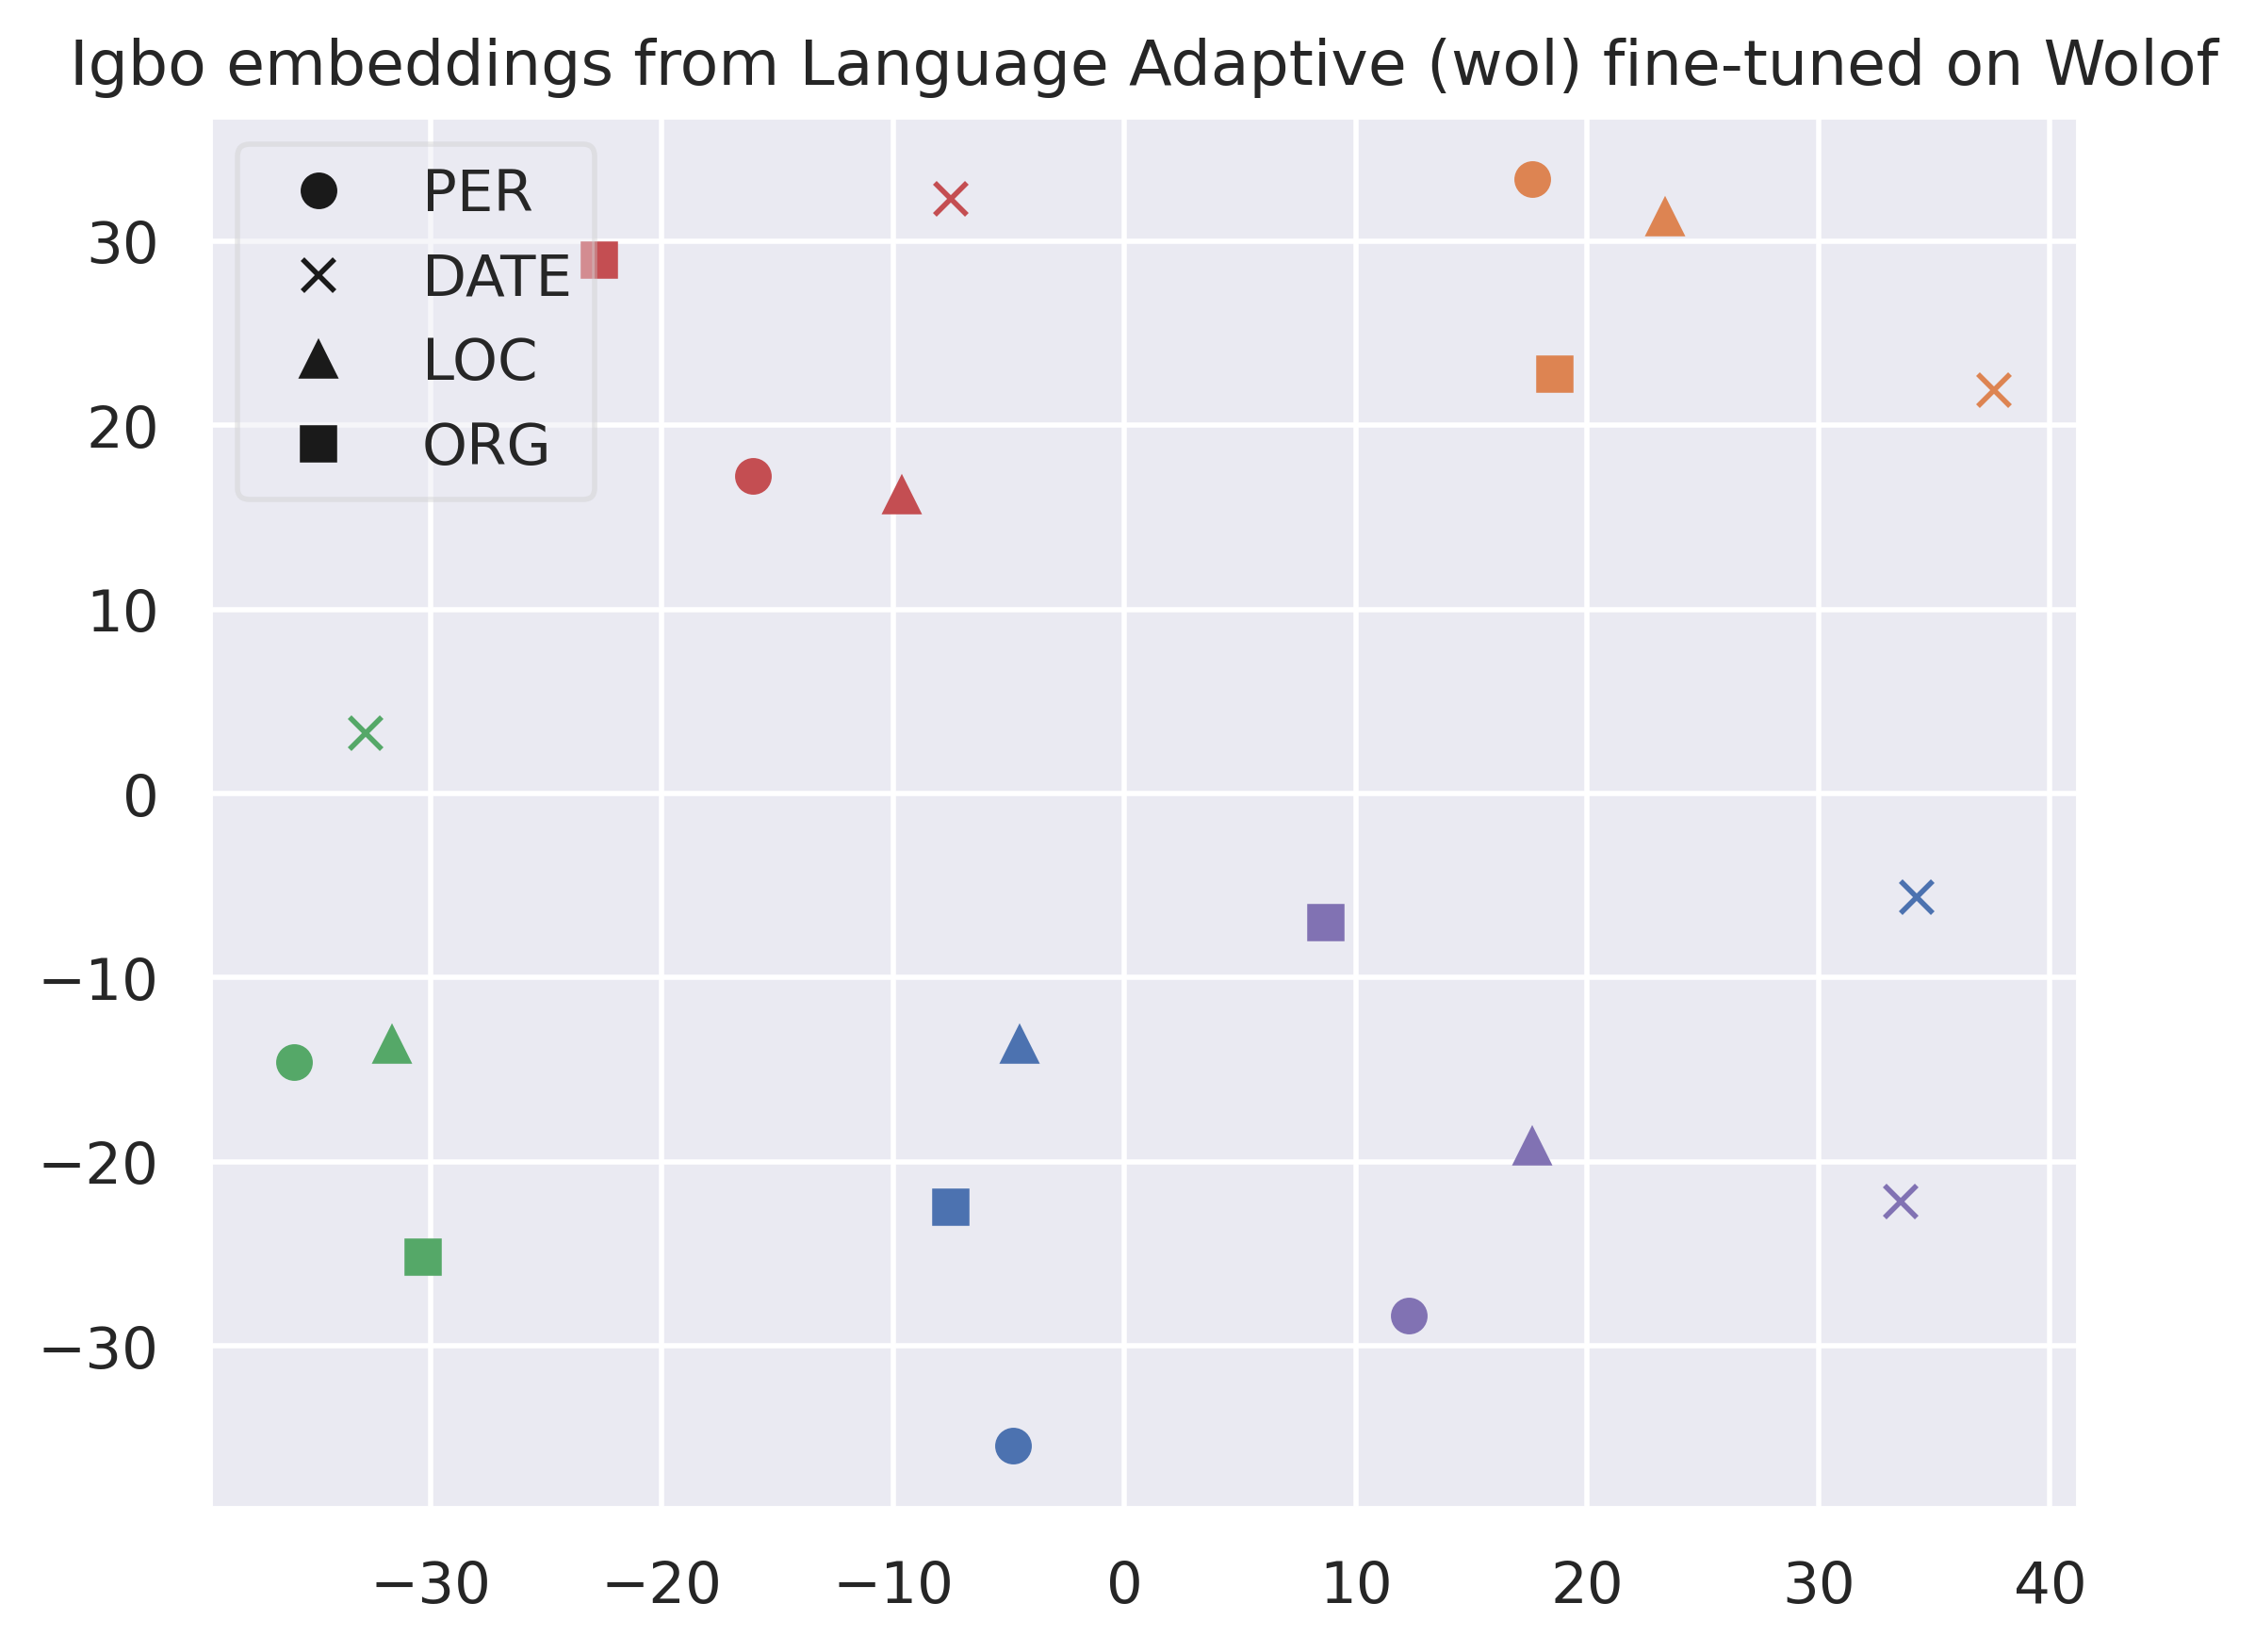 Igbo embeddings from Language Adaptive (wol) fine-tuned on Wolof
PER
DATE
LOC
ORG
30
20
10
0
−10
−20
−30
−30 −20 −10 0 10 20 30 40